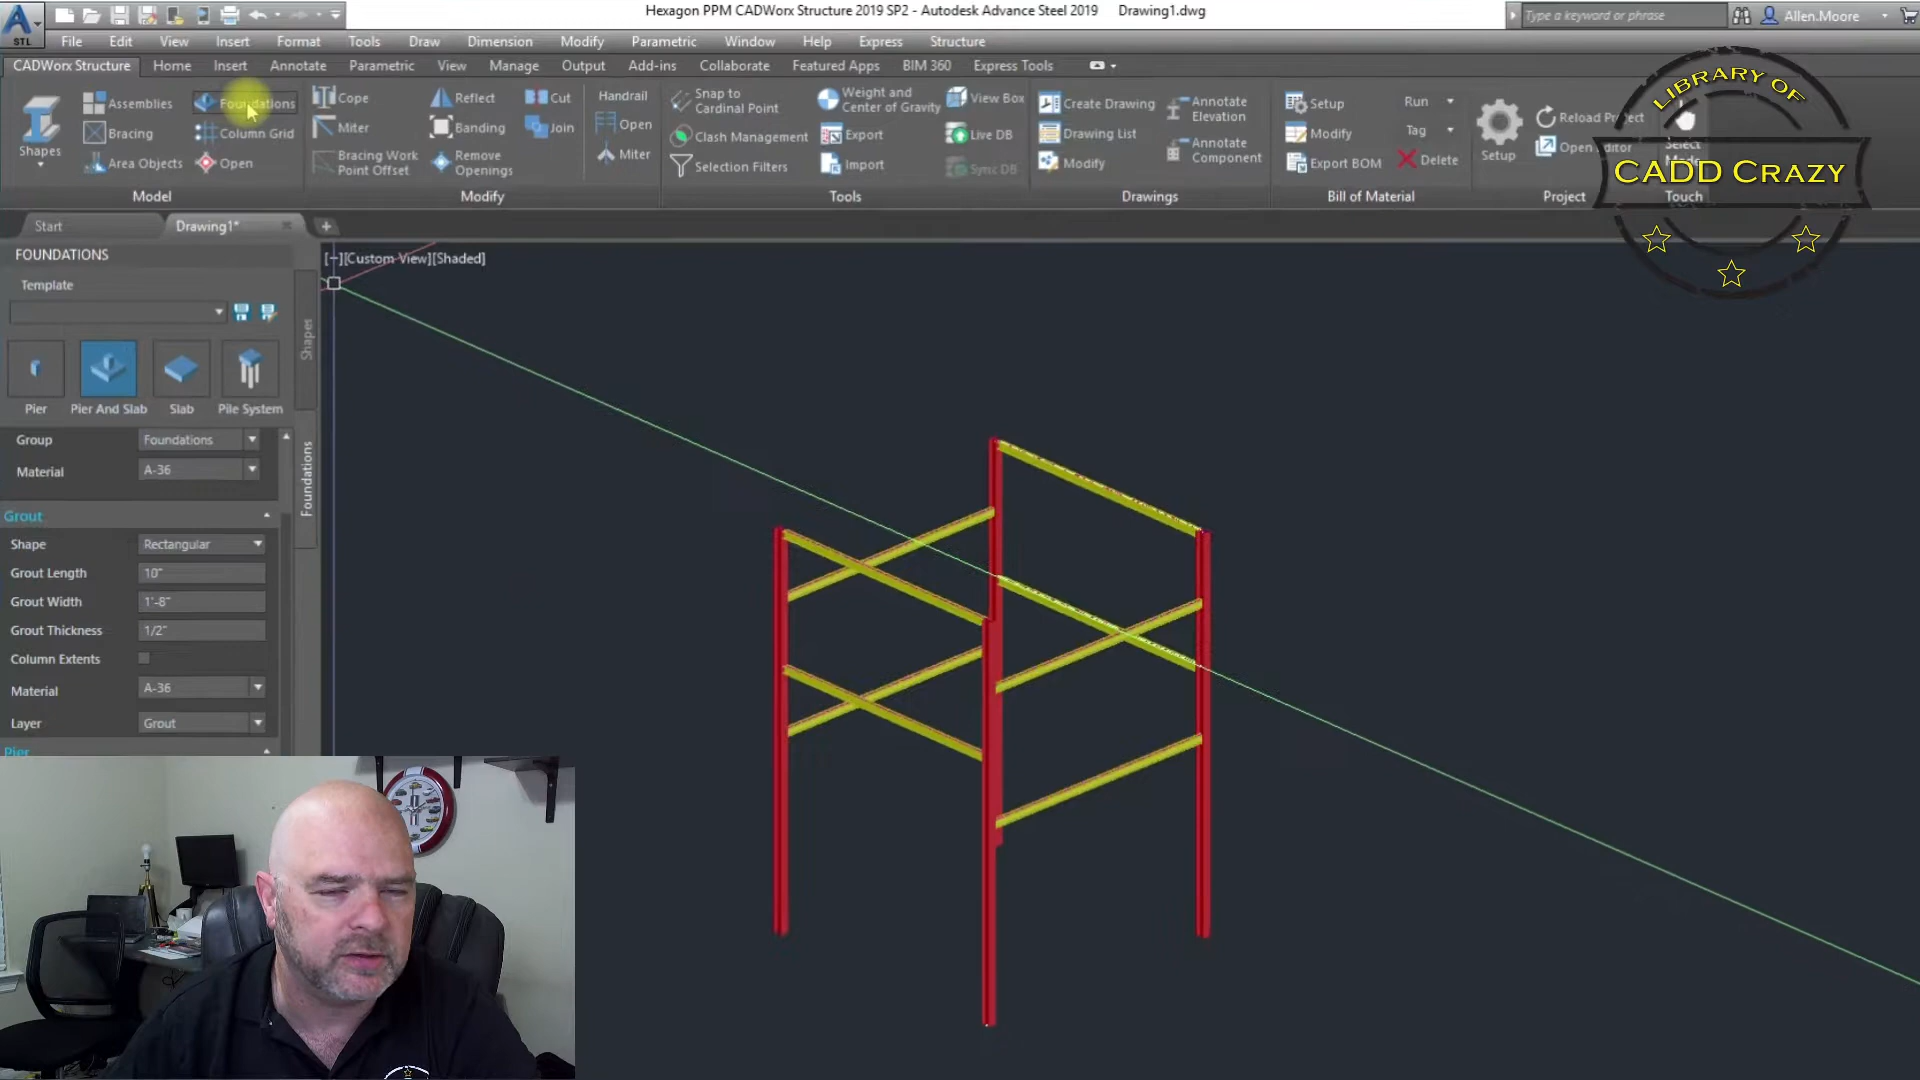 Hexagon PPM CADWorx Structure 2019 SP2 - Autodesk Advance Steel 2019 Drawing1.dwg
Type a keyword or phrase
Allen.Moore
STL
File Edit View Insert Format Tools Draw Dimension Modify Parametric Window Help Express Structure
CADWorx Structure Home Insert Annotate Parametric View Manage Output Add-ins Collaborate Featured Apps BIM 360 Express Tools
Shapes
Assemblies
Bracing
Area Objects
Foundations
Column Grid
Open
Model
Cope
Miter
Bracing Work
Point Offset
Reflect
Banding
Remove
Openings
Cut
Join
Handrail
Open
Miter
Modify
Snap to
Cardinal Point
Clash Management
Selection Filters
Weight and
Center of Gravity
Export
Import
View Box
Live DB
Sync DB
Tools
Create Drawing
Drawing List
Modify
Annotate
Elevation
Annotate
Component
Drawings
Setup
Modify
Export BOM
Run
Tag
Delete
Bill of Material
Setup
Reload Project
Open Editor
Project
Select
Touch
LIBRARY OF
CADD CRAZY
Start
Drawing1*
FOUNDATIONS
Template
Pier
Pier And Slab
Slab
Pile System
Group Foundations
Material A-36
Grout
Shape Rectangular
Grout Length 10"
Grout Width 1'-8"
Grout Thickness 1/2"
Column Extents
Material A-36
Layer Grout
Pier
Shapes
Foundations
[−][Custom View][Shaded]